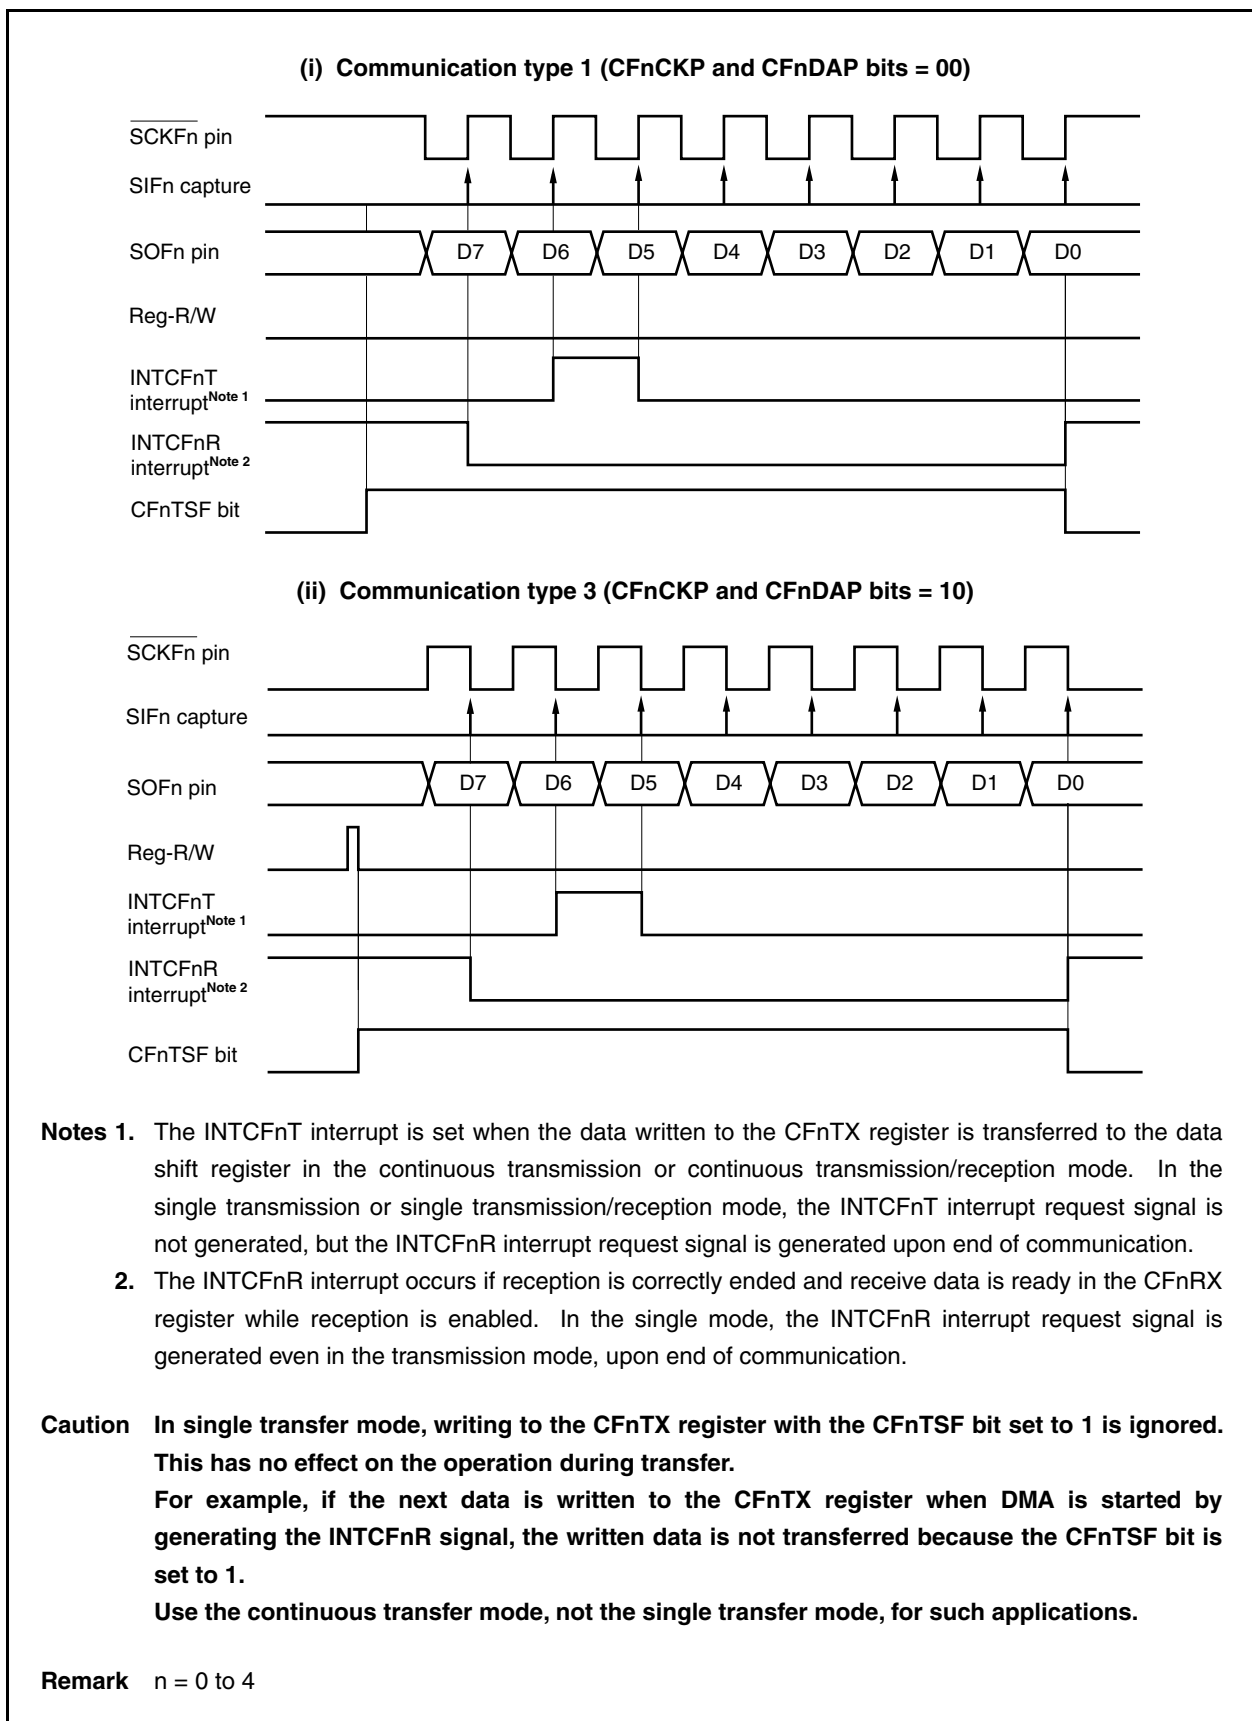 (i) Communication type 1 (CFnCKP and CFnDAP bits = 00)
SCKFn pin
SIFn capture
SOFn pin D7 D6 D5 D4 D3 D2 D1 D0
Reg-R/W
INTCFnT
interrupt Note 1
INTCFnR
interrupt Note 2
CFnTSF bit
(ii) Communication type 3 (CFnCKP and CFnDAP bits = 10)
SCKFn pin
SIFn capture
SOFn pin D7 D6 D5 D4 D3 D2 D1 D0
Reg-R/W
INTCFnT
interrupt Note 1
INTCFnR
interrupt Note 2
CFnTSF bit
Notes 1. The INTCFnT interrupt is set when the data written to the CFnTX register is transferred to the data
shift register in the continuous transmission or continuous transmission/reception mode. In the
single transmission or single transmission/reception mode, the INTCFnT interrupt request signal is
not generated, but the INTCFnR interrupt request signal is generated upon end of communication.
2. The INTCFnR interrupt occurs if reception is correctly ended and receive data is ready in the CFnRX
register while reception is enabled. In the single mode, the INTCFnR interrupt request signal is
generated even in the transmission mode, upon end of communication.
Caution In single transfer mode, writing to the CFnTX register with the CFnTSF bit set to 1 is ignored.
This has no effect on the operation during transfer.
For example, if the next data is written to the CFnTX register when DMA is started by
generating the INTCFnR signal, the written data is not transferred because the CFnTSF bit is
set to 1.
Use the continuous transfer mode, not the single transfer mode, for such applications.
Remark n = 0 to 4